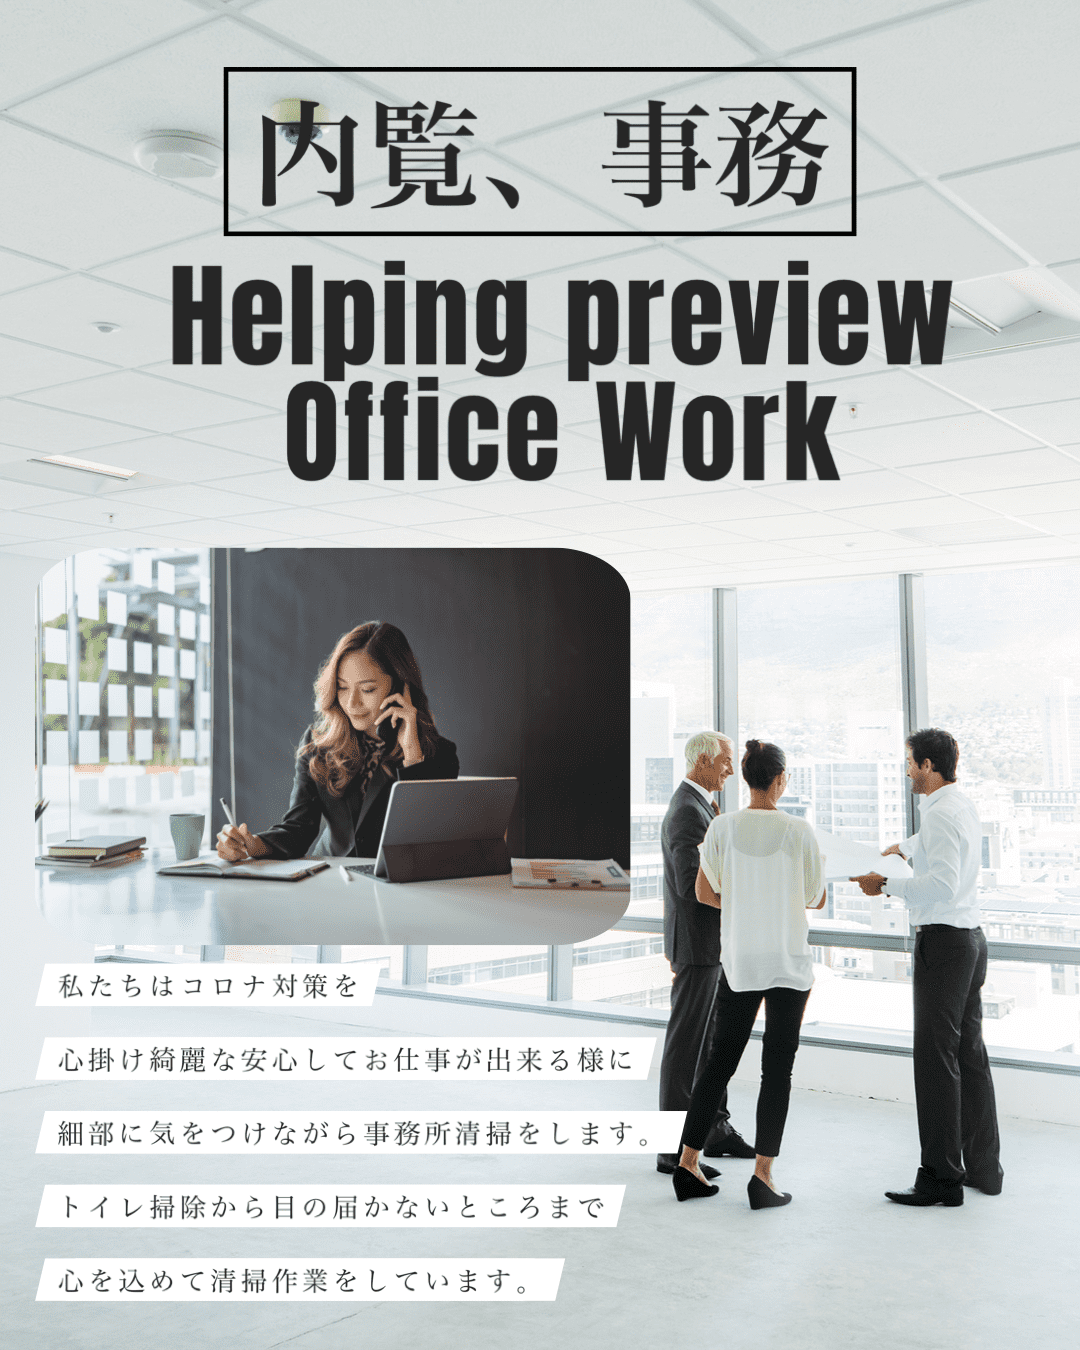 内覧、事務
Helping preview
Office Work
私たちはコロナ対策を
心掛け綺麗な安心してお仕事が出来る様に
細部に気をつけながら事務所清掃をします。
トイレ掃除から目の届かないところまで
心を込めて清掃作業をしています。